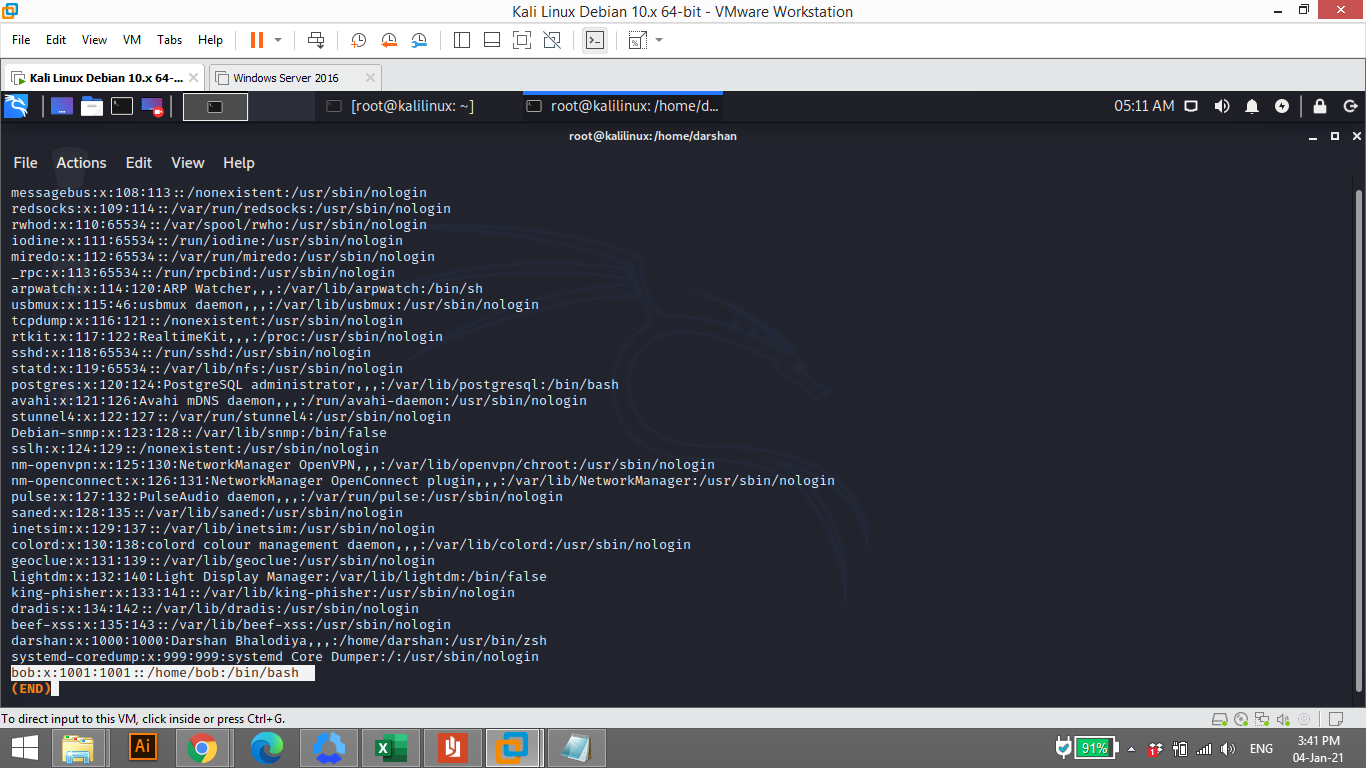 Kali Linux Debian 10.x 64-bit - VMware Workstation
File Edit View VM Tabs Help
Kali Linux Debian 10.x 64-... Windows Server 2016
[root@kalilinux: ~] root@kalilinux: /home/d... 05:11 AM
root@kalilinux:/home/darshan
File Actions Edit View Help
messagebus:x:108:113::/nonexistent:/usr/sbin/nologin
redsocks:x:109:114::/var/run/redsocks:/usr/sbin/nologin
rwhod:x:110:65534::/var/spool/rwho:/usr/sbin/nologin
iodine:x:111:65534::/run/iodine:/usr/sbin/nologin
miredo:x:112:65534::/var/run/miredo:/usr/sbin/nologin
_rpc:x:113:65534::/run/rpcbind:/usr/sbin/nologin
arpwatch:x:114:120:ARP Watcher,,,:/var/lib/arpwatch:/bin/sh
usbmux:x:115:46:usbmux daemon,,,:/var/lib/usbmux:/usr/sbin/nologin
tcpdump:x:116:121::/nonexistent:/usr/sbin/nologin
rtkit:x:117:122:RealtimeKit,,,:/proc:/usr/sbin/nologin
sshd:x:118:65534::/run/sshd:/usr/sbin/nologin
statd:x:119:65534::/var/lib/nfs:/usr/sbin/nologin
postgres:x:120:124:PostgreSQL administrator,,,:/var/lib/postgresql:/bin/bash
avahi:x:121:126:Avahi mDNS daemon,,,:/run/avahi-daemon:/usr/sbin/nologin
stunnel4:x:122:127::/var/run/stunnel4:/usr/sbin/nologin
Debian-snmp:x:123:128::/var/lib/snmp:/bin/false
sslh:x:124:129::/nonexistent:/usr/sbin/nologin
nm-openvpn:x:125:130:NetworkManager OpenVPN,,,:/var/lib/openvpn/chroot:/usr/sbin/nologin
nm-openconnect:x:126:131:NetworkManager OpenConnect plugin,,,:/var/lib/NetworkManager:/usr/sbin/nologin
pulse:x:127:132:PulseAudio daemon,,,:/var/run/pulse:/usr/sbin/nologin
saned:x:128:135::/var/lib/saned:/usr/sbin/nologin
inetsim:x:129:137::/var/lib/inetsim:/usr/sbin/nologin
colord:x:130:138:colord colour management daemon,,,:/var/lib/colord:/usr/sbin/nologin
geoclue:x:131:139::/var/lib/geoclue:/usr/sbin/nologin
lightdm:x:132:140:Light Display Manager:/var/lib/lightdm:/bin/false
king-phisher:x:133:141::/var/lib/king-phisher:/usr/sbin/nologin
dradis:x:134:142::/var/lib/dradis:/usr/sbin/nologin
beef-xss:x:135:143::/var/lib/beef-xss:/usr/sbin/nologin
darshan:x:1000:1000:Darshan Bhalodiya,,,:/home/darshan:/usr/bin/zsh
systemd-coredump:x:999:999:systemd Core Dumper:/:/usr/sbin/nologin
bob:x:1001:1001::/home/bob:/bin/bash
(END)
To direct input to this VM, click inside or press Ctrl+G.
Ai 91% ENG 3:41 PM
04-Jan-21